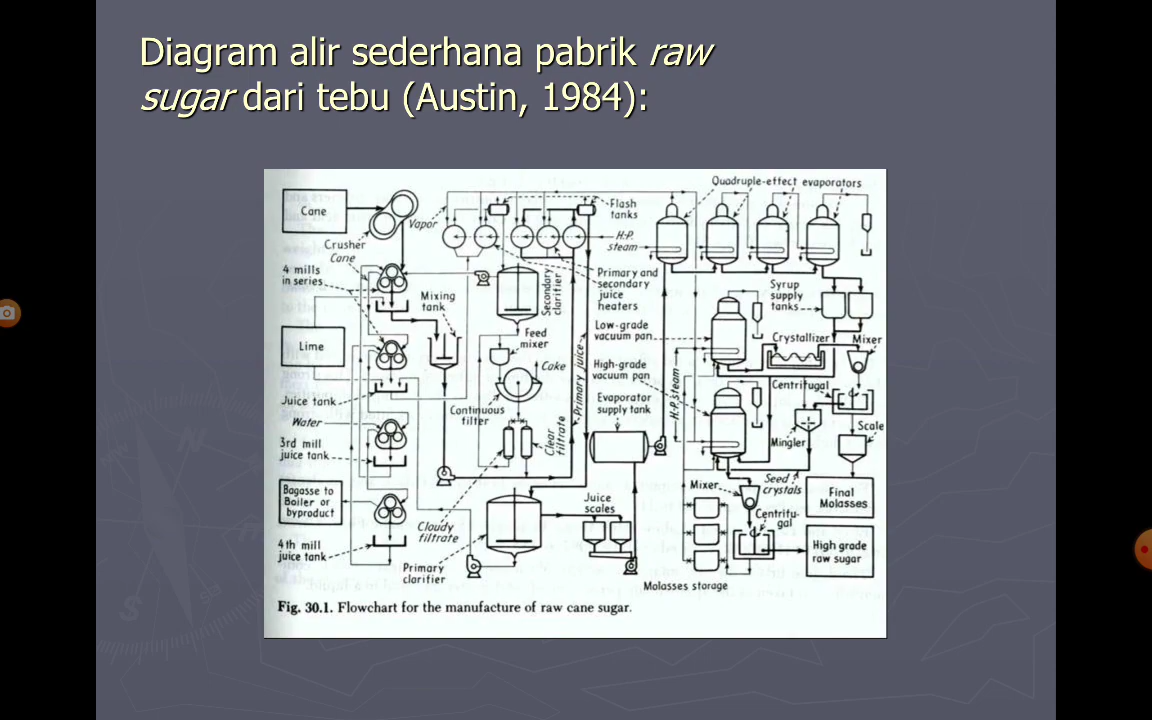 Diagram alir sederhana pabrik raw
sugar dari tebu (Austin, 1984):
Quadruple-effect evaporators
Cane
Flash
tanks
Vapor
H.P.
steam
Crusher
Cane
4 mills
in series
Mixing
tank
Secondary
clarifier
Primary and
secondary
juice
heaters
Syrup
supply
tanks
Lime
Feed
mixer
Low-grade
vacuum pan
Crystallizer
Mixer
Cake
Primary juice
High-grade
vacuum pan
H.P. steam
Centrifugal
Juice tank
Continuous
filter
Evaporator
supply tank
Water
Clear
filtrate
Mingler
Scale
3rd mill
juice tank
Bagasse to
Boiler or
byproduct
Mixer
Seed
crystals
Final
Molasses
Juice
scales
Cloudy
filtrate
Centrifu-
gal
4th mill
juice tank
High grade
raw sugar
Primary
clarifier
Molasses storage
Fig. 30.1. Flowchart for the manufacture of raw cane sugar.